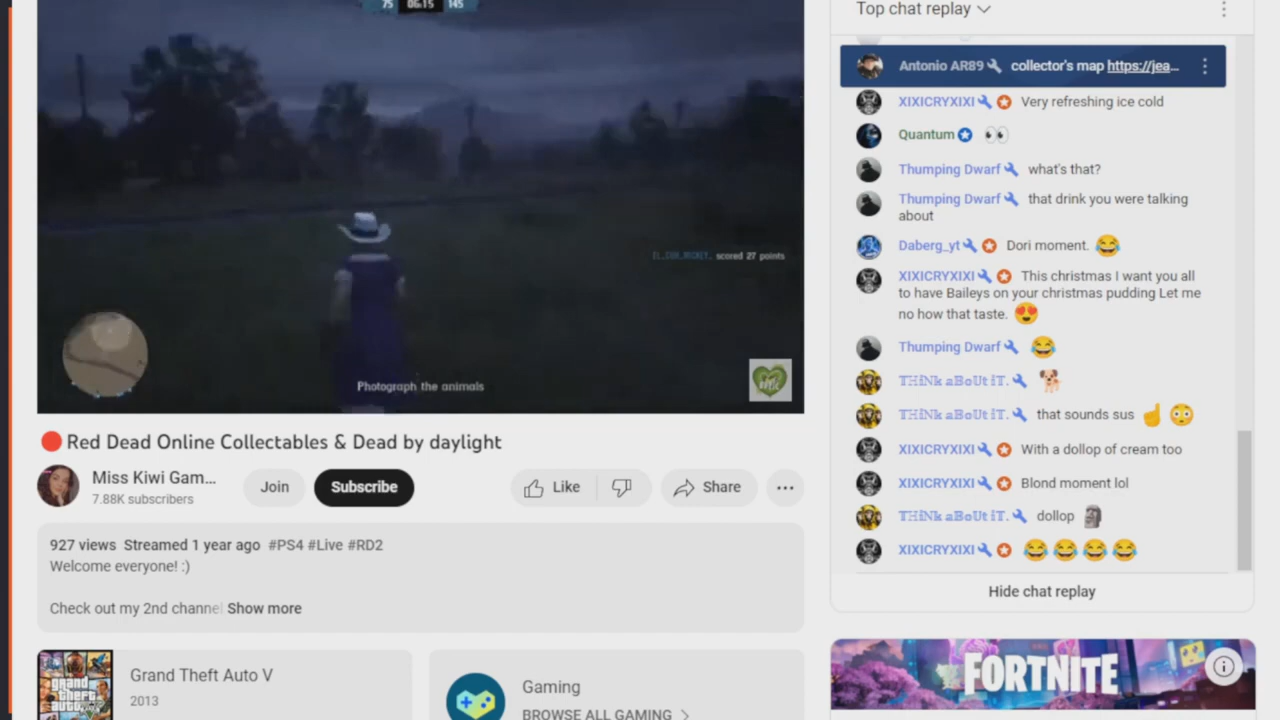 75 06:15 145
scored 27 points
Photograph the animals
Red Dead Online Collectables & Dead by daylight
Miss Kiwi Gam...
7.88K subscribers
Join
Subscribe
Like
Share
927 views Streamed 1 year ago #PS4 #Live #RD2
Welcome everyone! :)
Check out my 2nd channel Show more
grand theft auto V
Grand Theft Auto V
2013
Gaming
BROWSE ALL GAMING
Top chat replay
Antonio AR89 collector's map https://jea...
XIXICRYXIXI Very refreshing ice cold
Quantum
Thumping Dwarf what's that?
Thumping Dwarf that drink you were talking
about
Daberg_yt Dori moment. 😂
XIXICRYXIXI This christmas I want you all
to have Baileys on your christmas pudding Let me
no how that taste. 😍
Thumping Dwarf 😂
𝕋ℍ𝕚ℕ𝕜 𝕒𝔹𝕠𝕌𝕥 𝕚𝕋. 🐕
𝕋ℍ𝕚ℕ𝕜 𝕒𝔹𝕠𝕌𝕥 𝕚𝕋. that sounds sus ☝😳
XIXICRYXIXI With a dollop of cream too
XIXICRYXIXI Blond moment lol
𝕋ℍ𝕚ℕ𝕜 𝕒𝔹𝕠𝕌𝕥 𝕚𝕋. dollop 🗿
XIXICRYXIXI 😂😂😂😂
Hide chat replay
FORTNITE